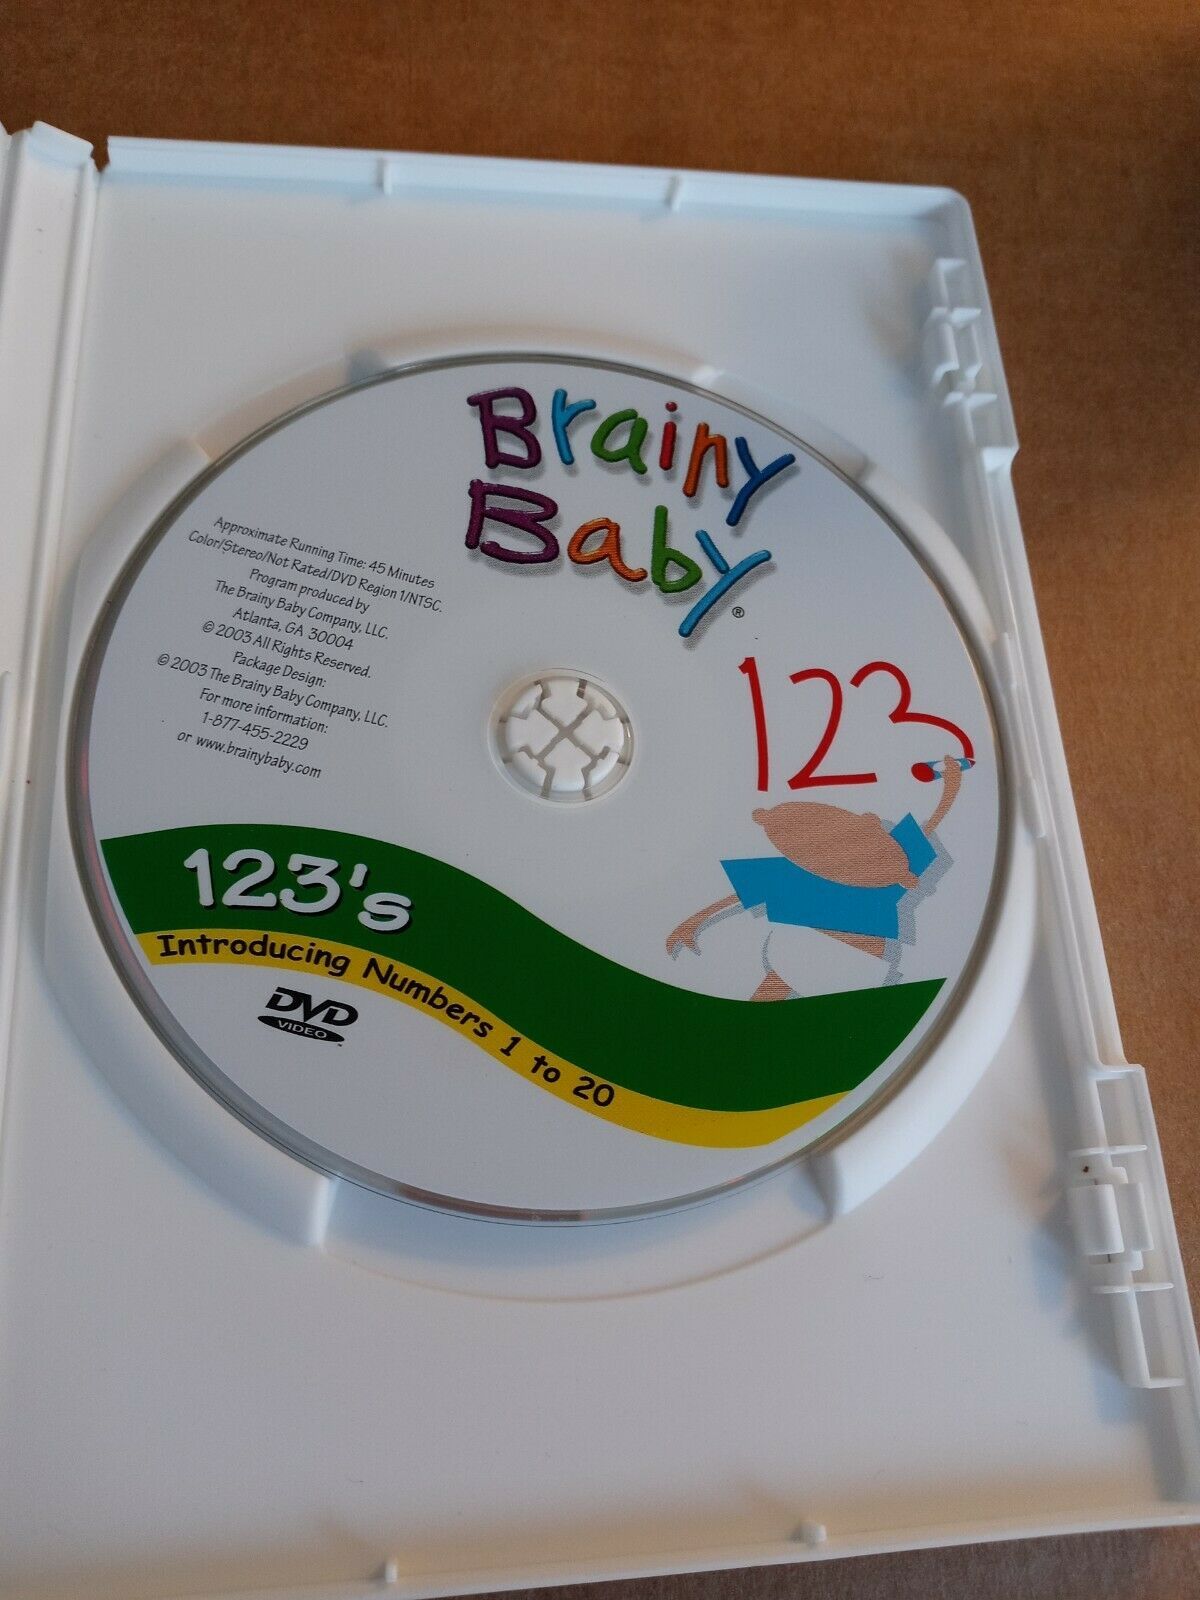 Brainy
Baby®
123
Approximate Running Time: 45 Minutes
Color/Stereo/Not Rated/DVD Region 1/NTSC.
Program produced by
The Brainy Baby Company, LLC.
Atlanta, GA 30004
© 2003 All Rights Reserved.
Package Design:
© 2003 The Brainy Baby Company, LLC.
For more information:
1-877-455-2229
or www.brainybaby.com
123's
Introducing Numbers 1 to 20
DVD
VIDEO™